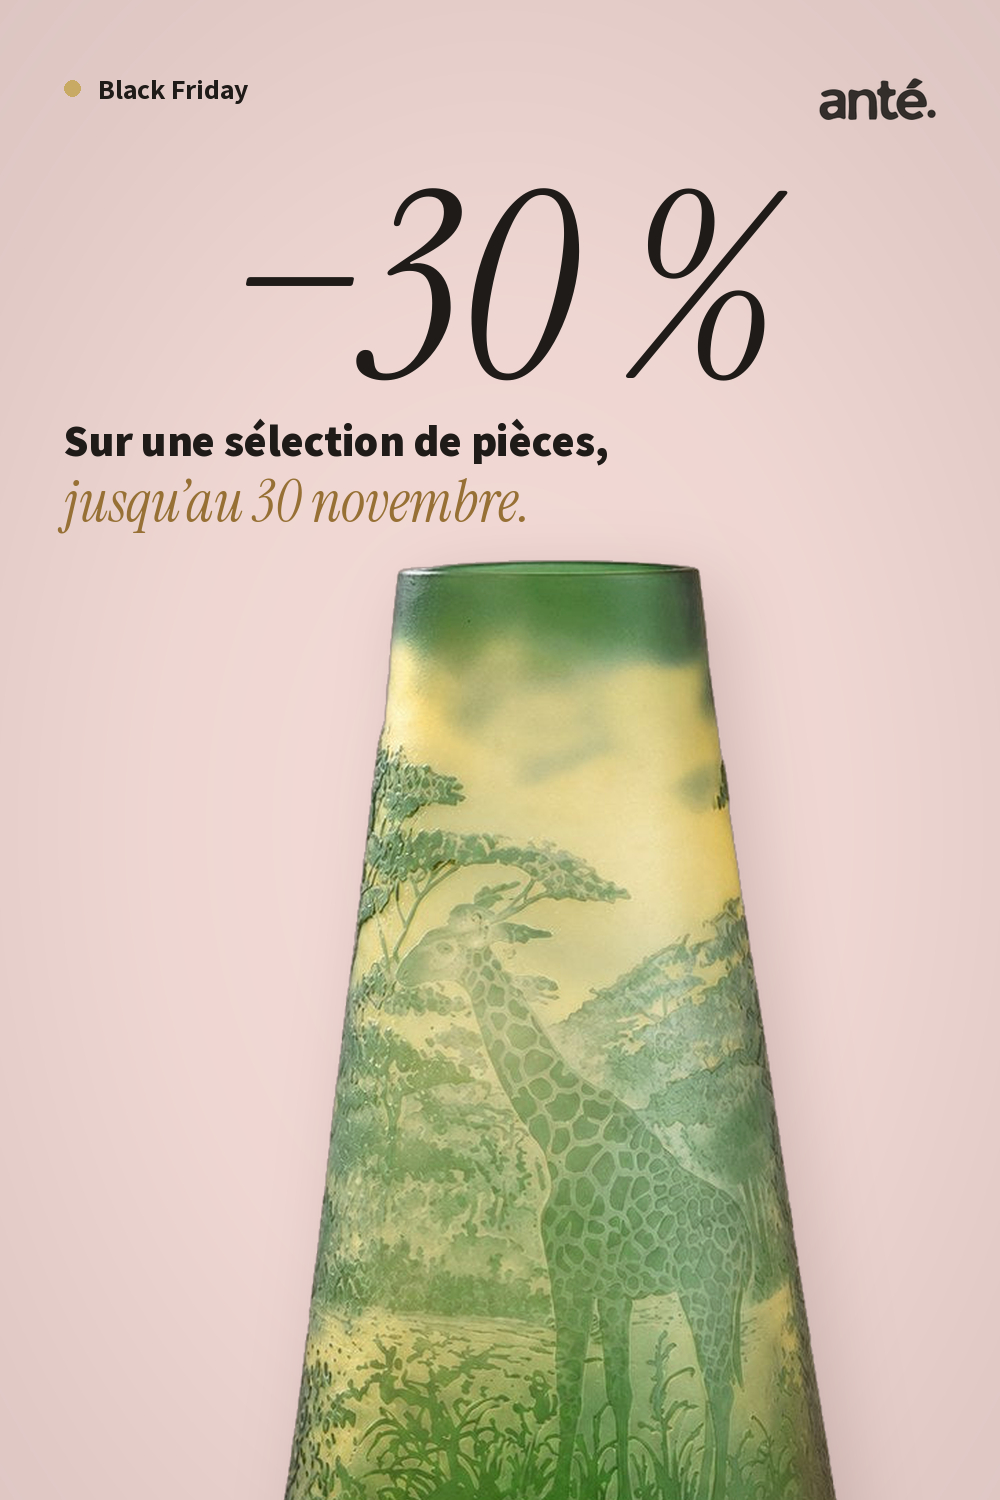 Black Friday
anté.
–30 %
Sur une sélection de pièces,
jusqu’au 30 novembre.